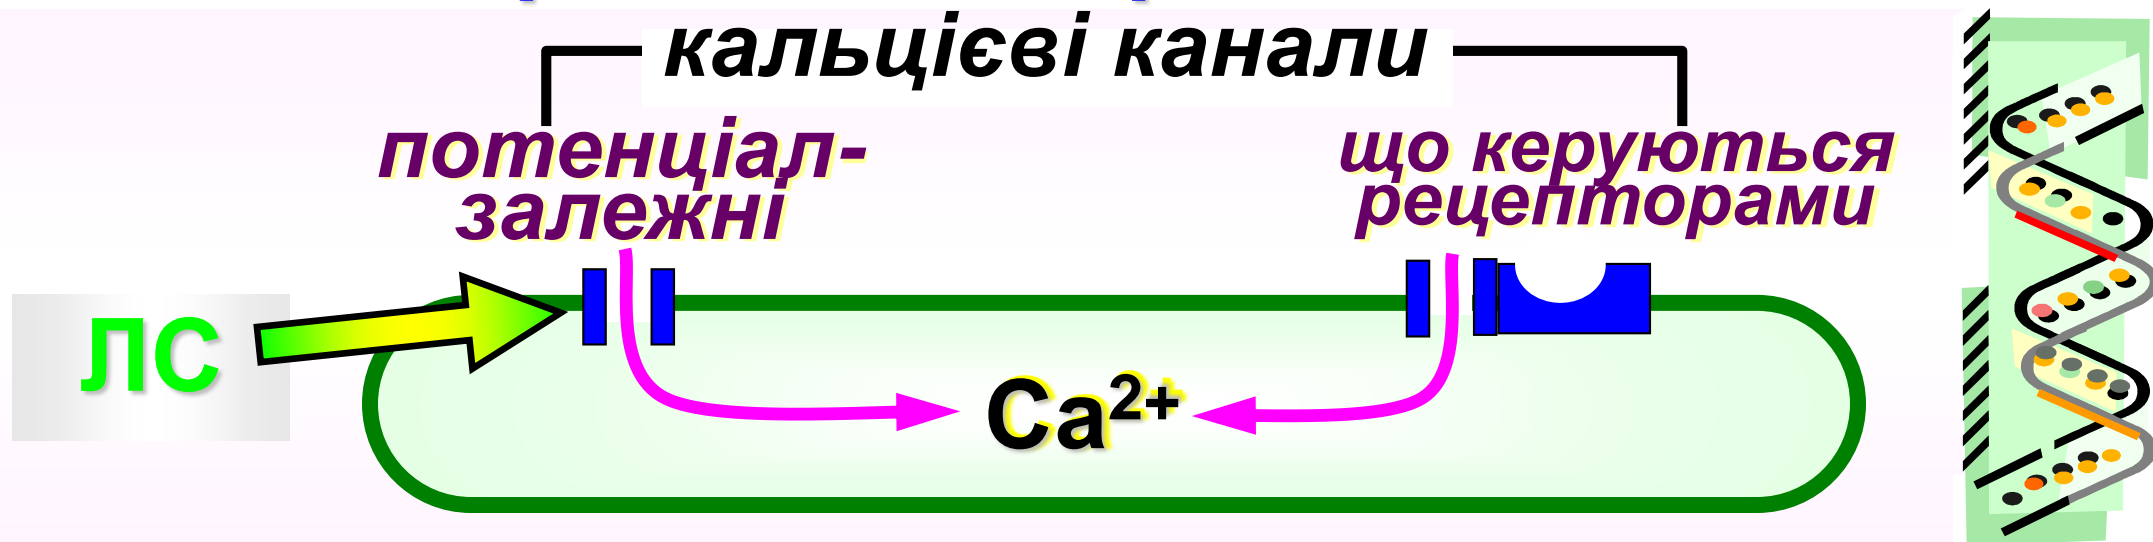 кальцієві канали
потенціал-
залежні
що керуються
рецепторами
ЛС
Ca²⁺